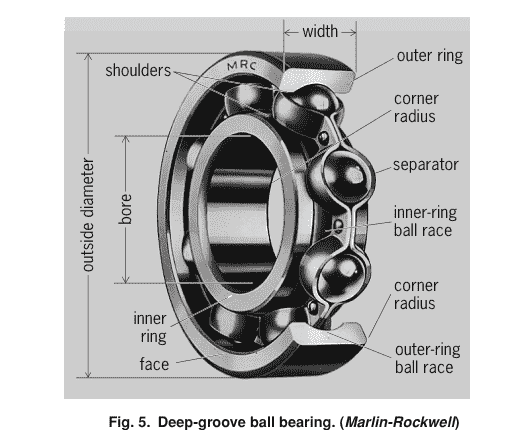 width
outer ring
MRC
shoulders
corner
radius
separator
outside diameter
bore
inner-ring
ball race
corner
radius
inner
ring
face
outer-ring
ball race
Fig. 5. Deep-groove ball bearing. (Marlin-Rockwell)